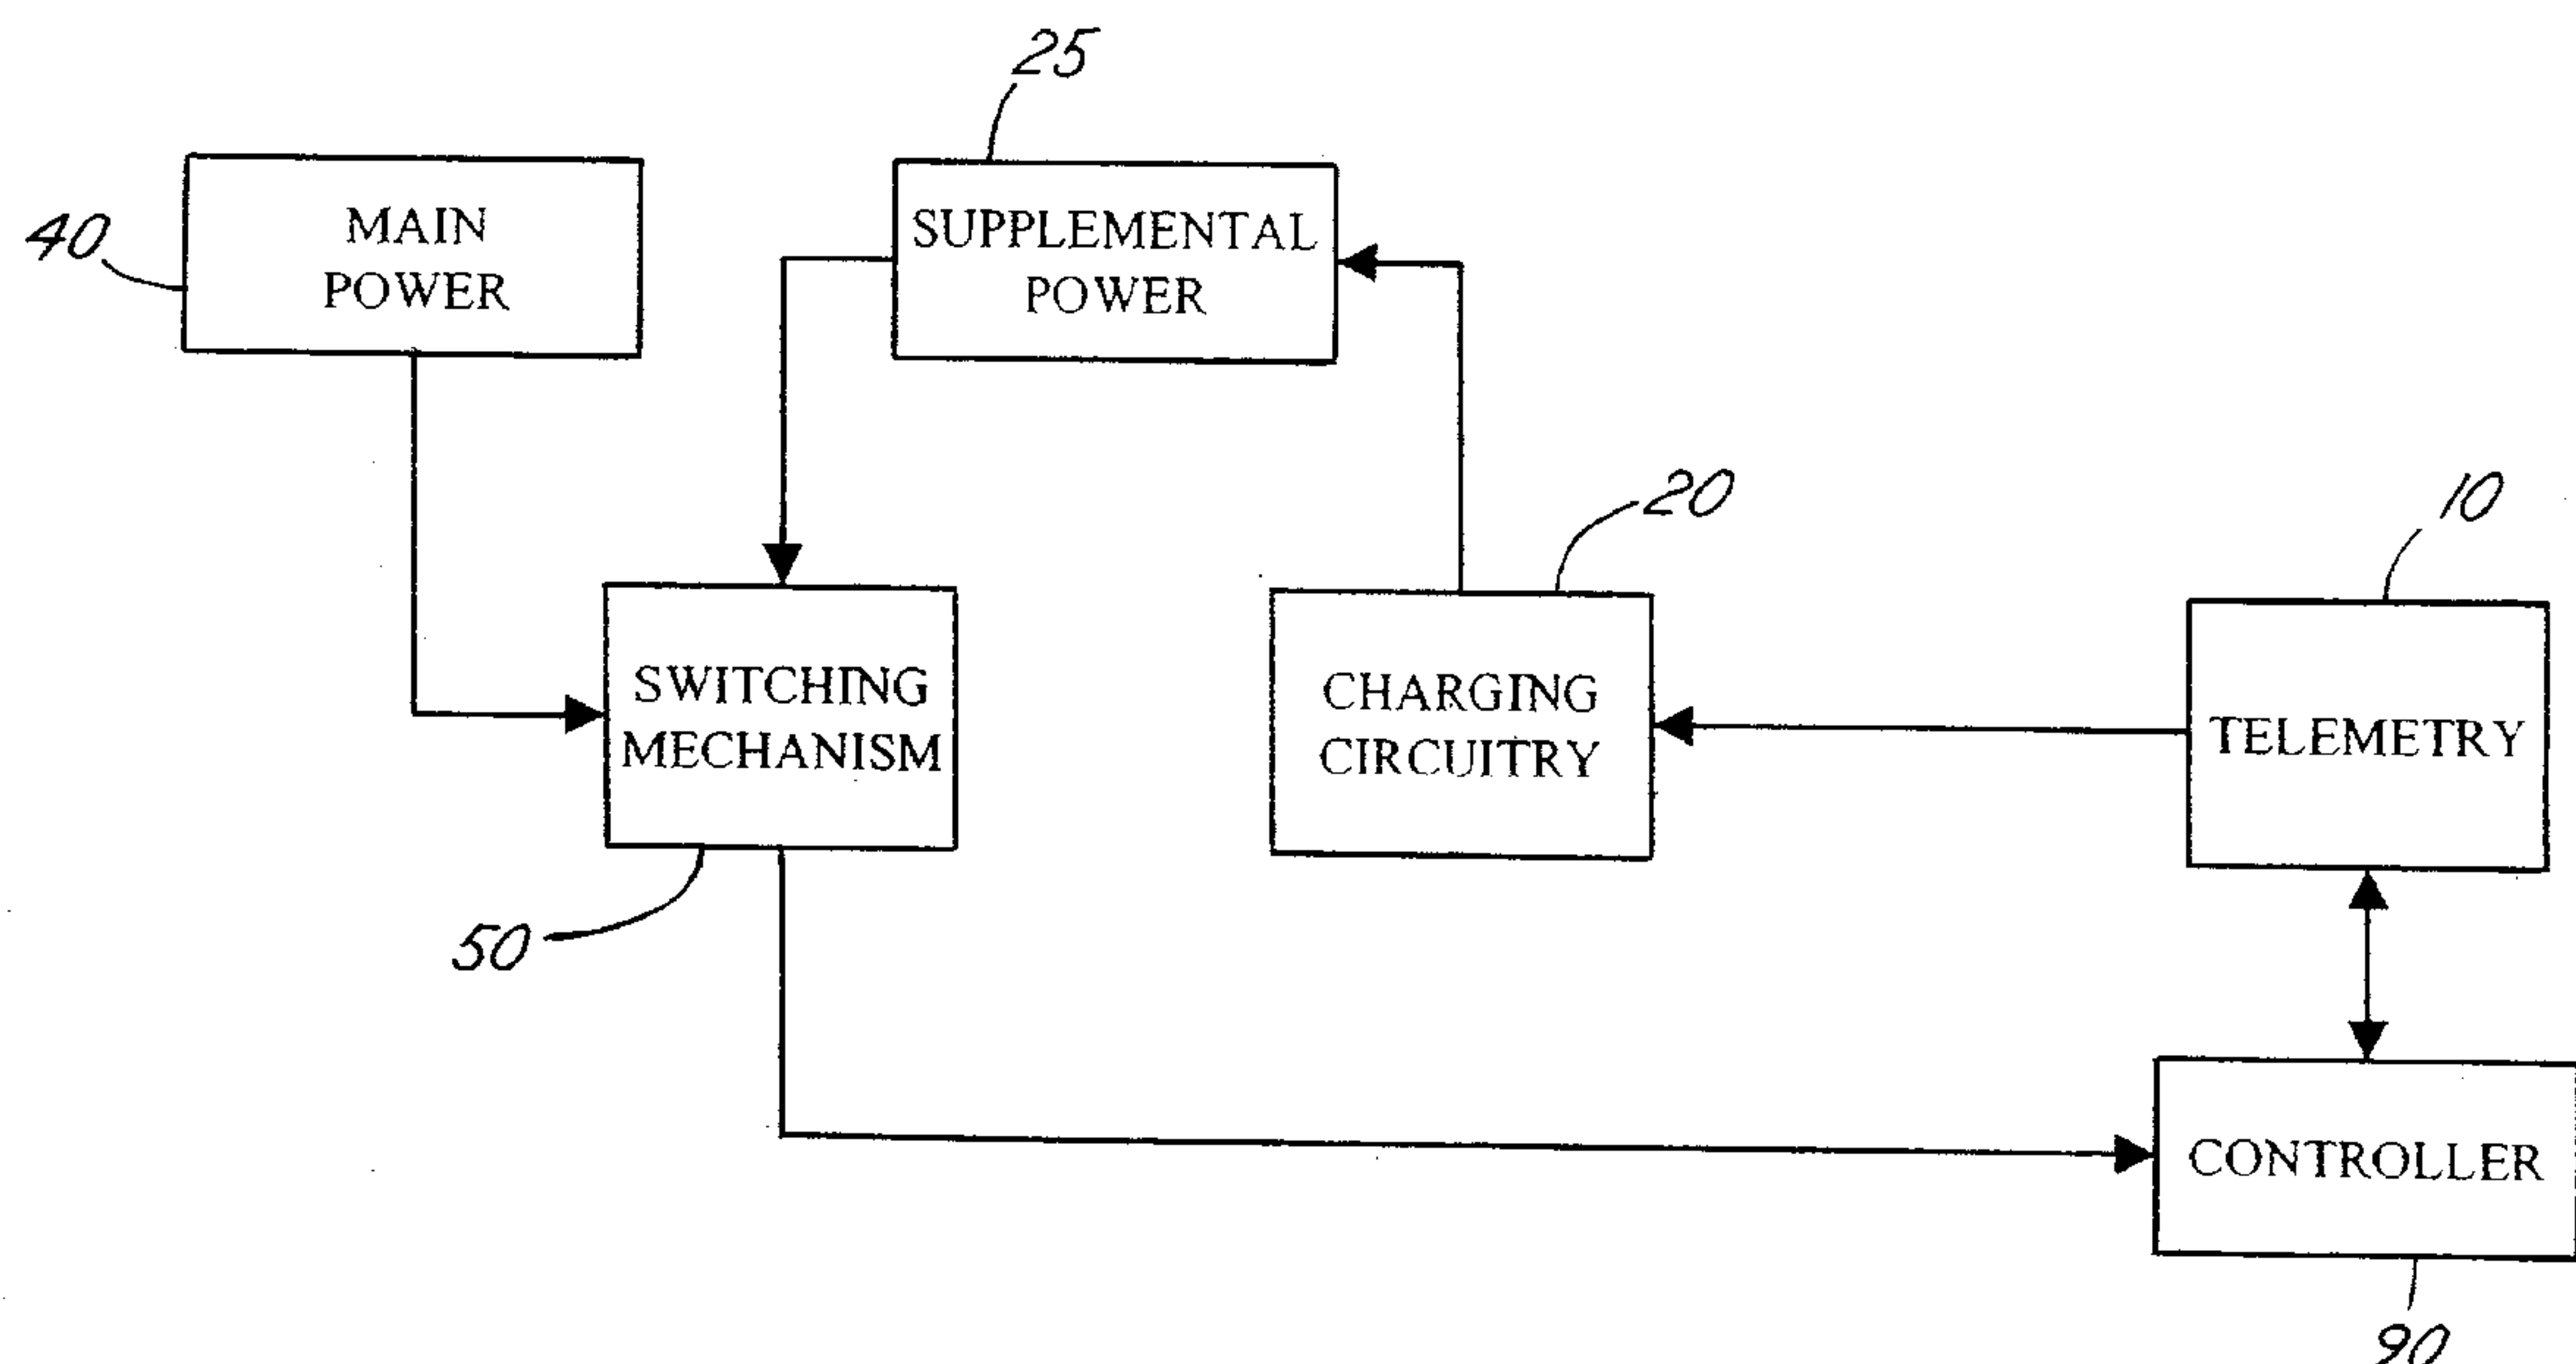 25
40
MAIN
POWER
SUPPLEMENTAL
POWER
20
10
SWITCHING
MECHANISM
CHARGING
CIRCUITRY
TELEMETRY
50
CONTROLLER
90